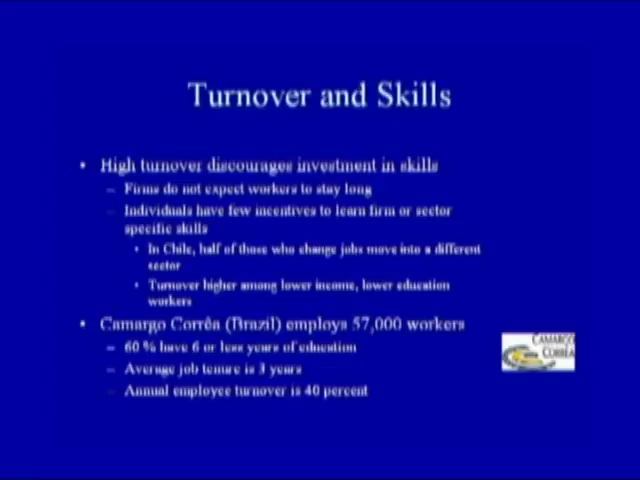 Turnover and Skills
• High turnover discourages investment in skills
– Firms do not expect workers to stay long
– Individuals have few incentives to learn firm or sector
specific skills
• In Chile, half of those who change jobs move into a different
sector
• Turnover higher among lower income, lower education
workers
• Camargo Corrêa (Brazil) employs 57,000 workers
– 60 % have 6 or less years of education
– Average job tenure is 3 years
– Annual employee turnover is 40 percent
CAMARGO
CORRÊA